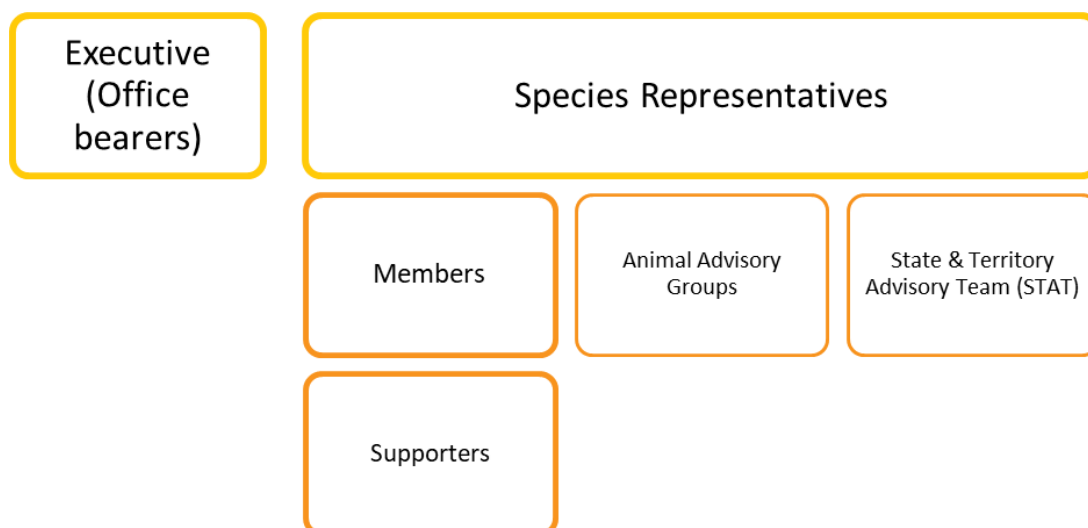 Executive
(Office
bearers)
Species Representatives
Members
Animal Advisory
Groups
State & Territory
Advisory Team (STAT)
Supporters